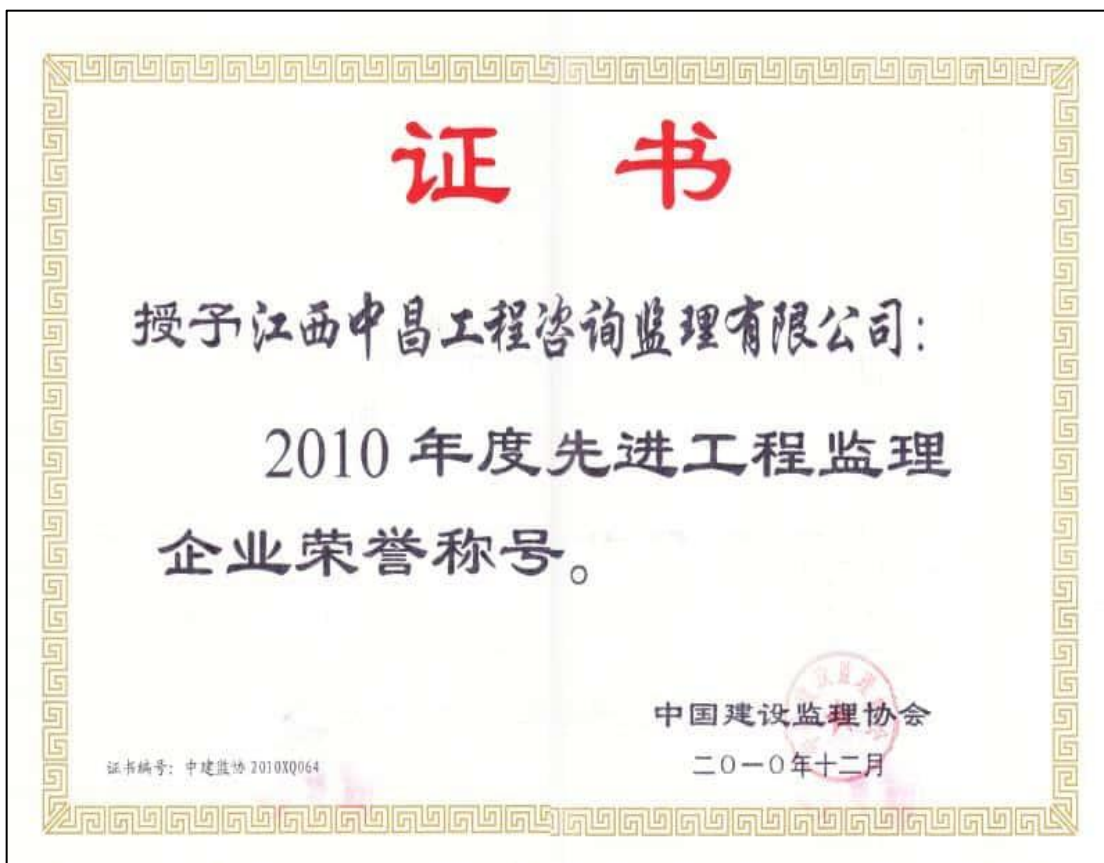 证 书
授予江西中昌工程咨询监理有限公司：
2010 年度先进工程监理
企业荣誉称号。
中国建设监理协会
二〇一〇年十二月
证书编号：中建监协 2010XQ064